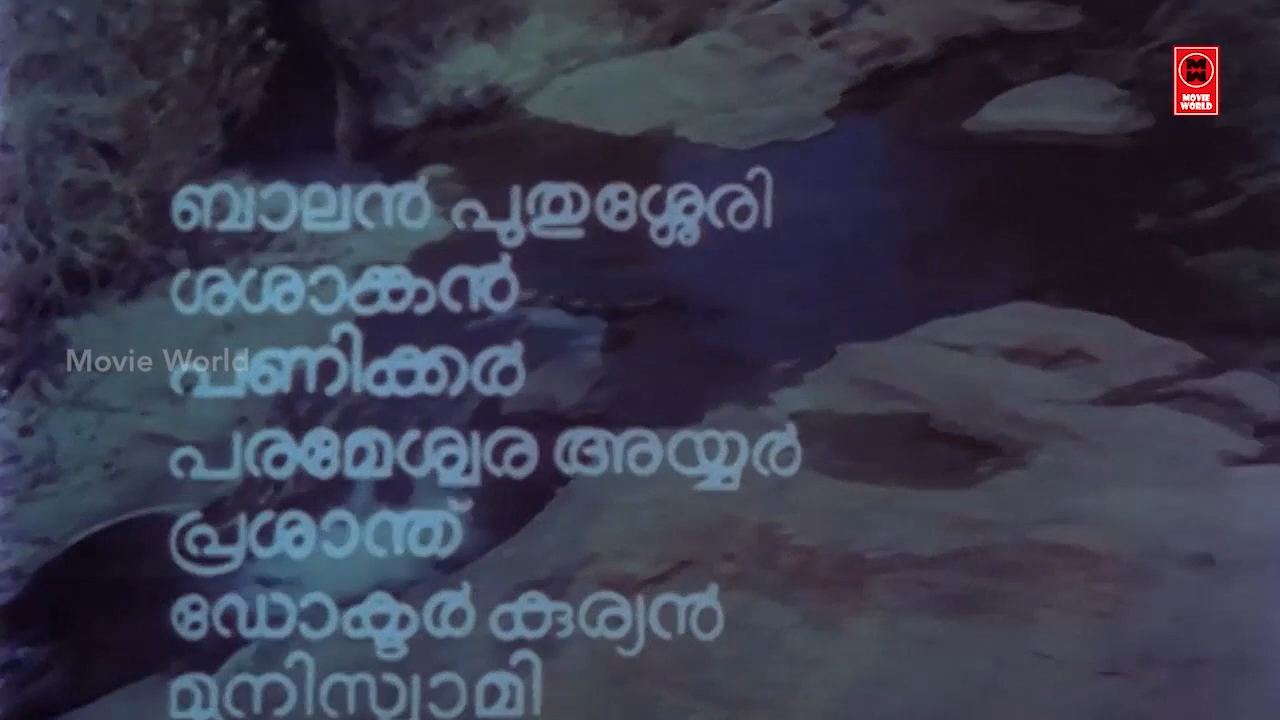 MOVIE
WORLD
ബാലൻ പുതുശ്ശേരി
ശശാങ്കൻ
Movie World
പണിക്കർ
പരമേശ്വര അയ്യർ
പ്രശാന്ത്
ഡോക്ടർ കുര്യൻ
മുനിസ്വാമി